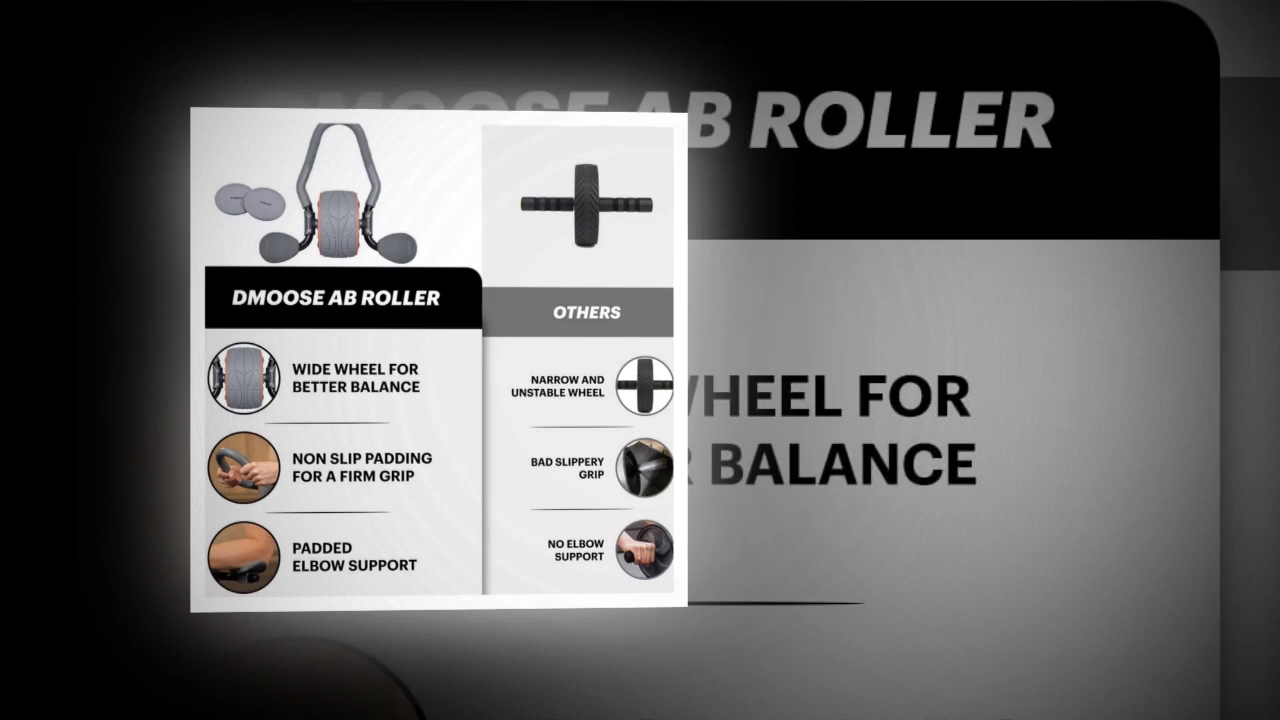 DMOOSE AB ROLLER
DMOOSE AB ROLLER
OTHERS
WIDE WHEEL FOR
BETTER BALANCE
NARROW AND
UNSTABLE WHEEL
NON SLIP PADDING
FOR A FIRM GRIP
BAD SLIPPERY
GRIP
PADDED
ELBOW SUPPORT
NO ELBOW
SUPPORT
WHEEL FOR
BALANCE